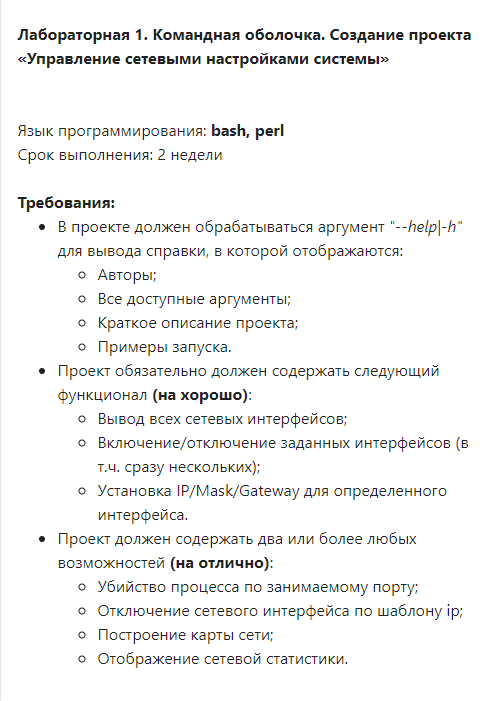 Лабораторная 1. Командная оболочка. Создание проекта
«Управление сетевыми настройками системы»
Язык программирования: bash, perl
Срок выполнения: 2 недели
Требования:
• В проекте должен обрабатываться аргумент "--help|-h"
для вывода справки, в которой отображаются:
○ Авторы;
○ Все доступные аргументы;
○ Краткое описание проекта;
○ Примеры запуска.
• Проект обязательно должен содержать следующий
функционал (на хорошо):
○ Вывод всех сетевых интерфейсов;
○ Включение/отключение заданных интерфейсов (в
т.ч. сразу нескольких);
○ Установка IP/Mask/Gateway для определенного
интерфейса.
• Проект должен содержать два или более любых
возможностей (на отлично):
○ Убийство процесса по занимаемому порту;
○ Отключение сетевого интерфейса по шаблону ip;
○ Построение карты сети;
○ Отображение сетевой статистики.